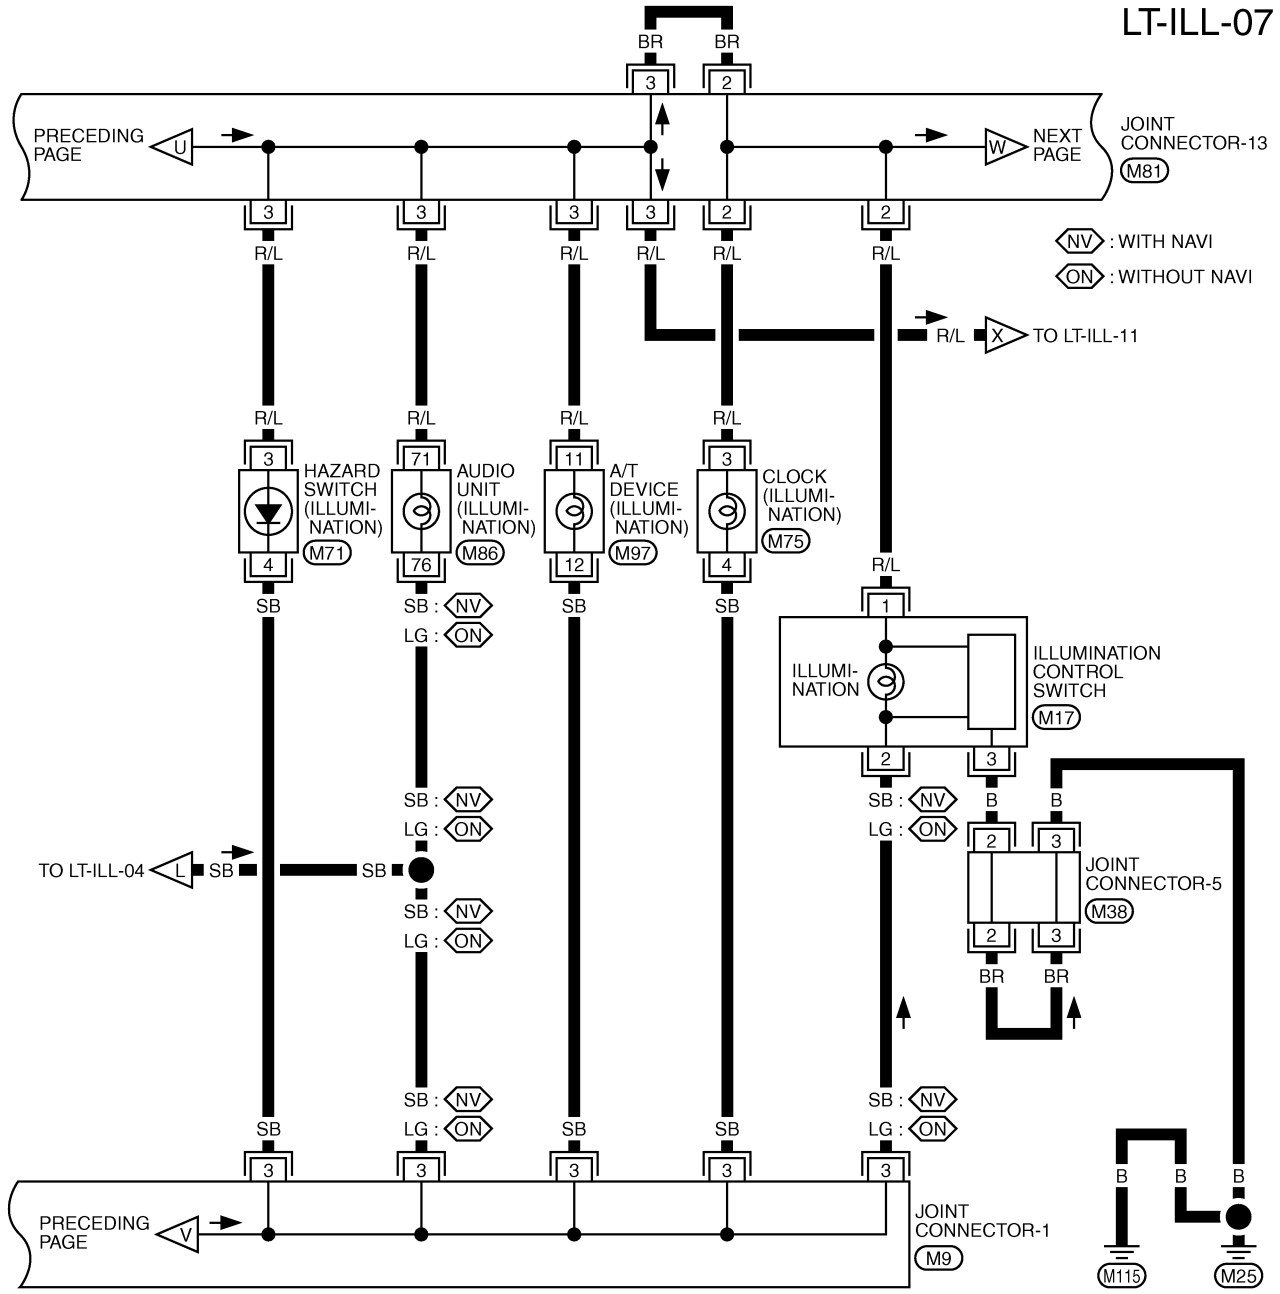 LT-ILL-07
BR BR
3 2
PRECEDING
PAGE
U
W
NEXT
PAGE
JOINT
CONNECTOR-13
M81
3 3 3 3 2 2
R/L R/L R/L R/L R/L R/L
NV : WITH NAVI
ON : WITHOUT NAVI
R/L X TO LT-ILL-11
R/L R/L R/L R/L
3 71 11 3
HAZARD
SWITCH
(ILLUMI-
NATION)
M71
AUDIO
UNIT
(ILLUMI-
NATION)
M86
A/T
DEVICE
(ILLUMI-
NATION)
M97
CLOCK
(ILLUMI-
NATION)
M75
4 76 12 4
R/L
1
SB SB : NV SB SB
LG : ON
ILLUMI-
NATION
ILLUMINATION
CONTROL
SWITCH
M17
2 3
SB : NV SB : NV B B
LG : ON LG : ON
2 3
TO LT-ILL-04 L SB SB
JOINT
CONNECTOR-5
M38
SB : NV
LG : ON
2 3
BR BR
SB : NV SB : NV
SB LG : ON SB SB LG : ON
3 3 3 3 3
B B B
PRECEDING
PAGE
V
JOINT
CONNECTOR-1
M9
M115 M25